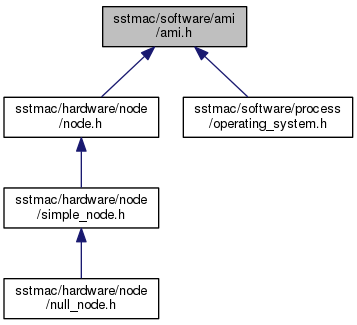 sstmac/software/ami
/ami.h
sstmac/hardware/node
/node.h
sstmac/software/process
/operating_system.h
sstmac/hardware/node
/simple_node.h
sstmac/hardware/node
/null_node.h